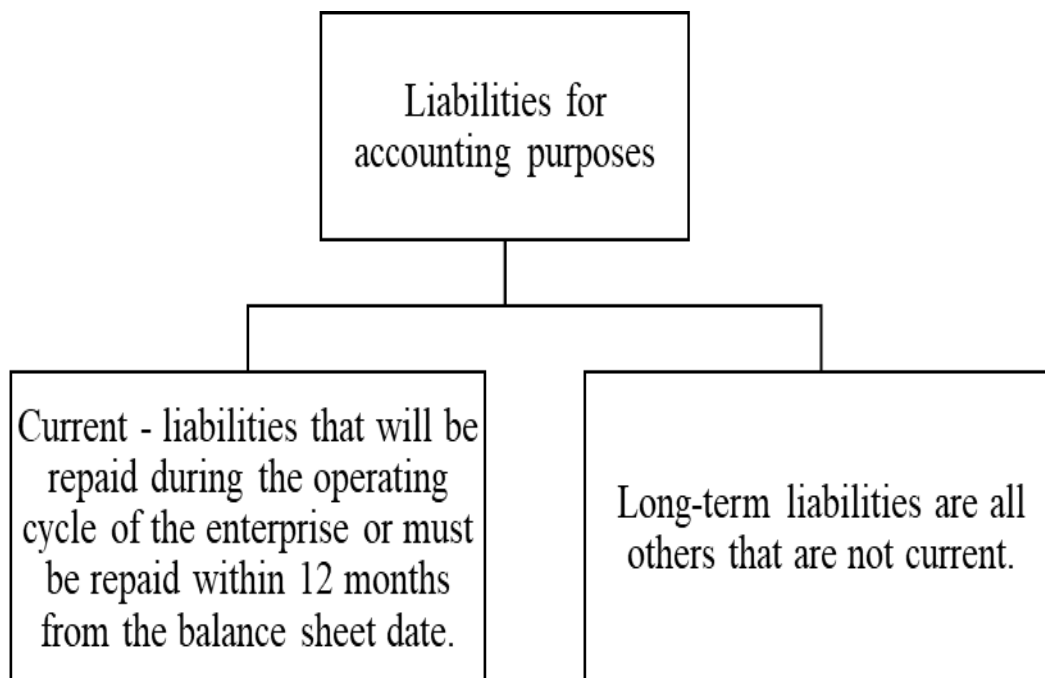 Liabilities for
accounting purposes
Current - liabilities that will be
repaid during the operating
cycle of the enterprise or must
be repaid within 12 months
from the balance sheet date.
Long-term liabilities are all
others that are not current.